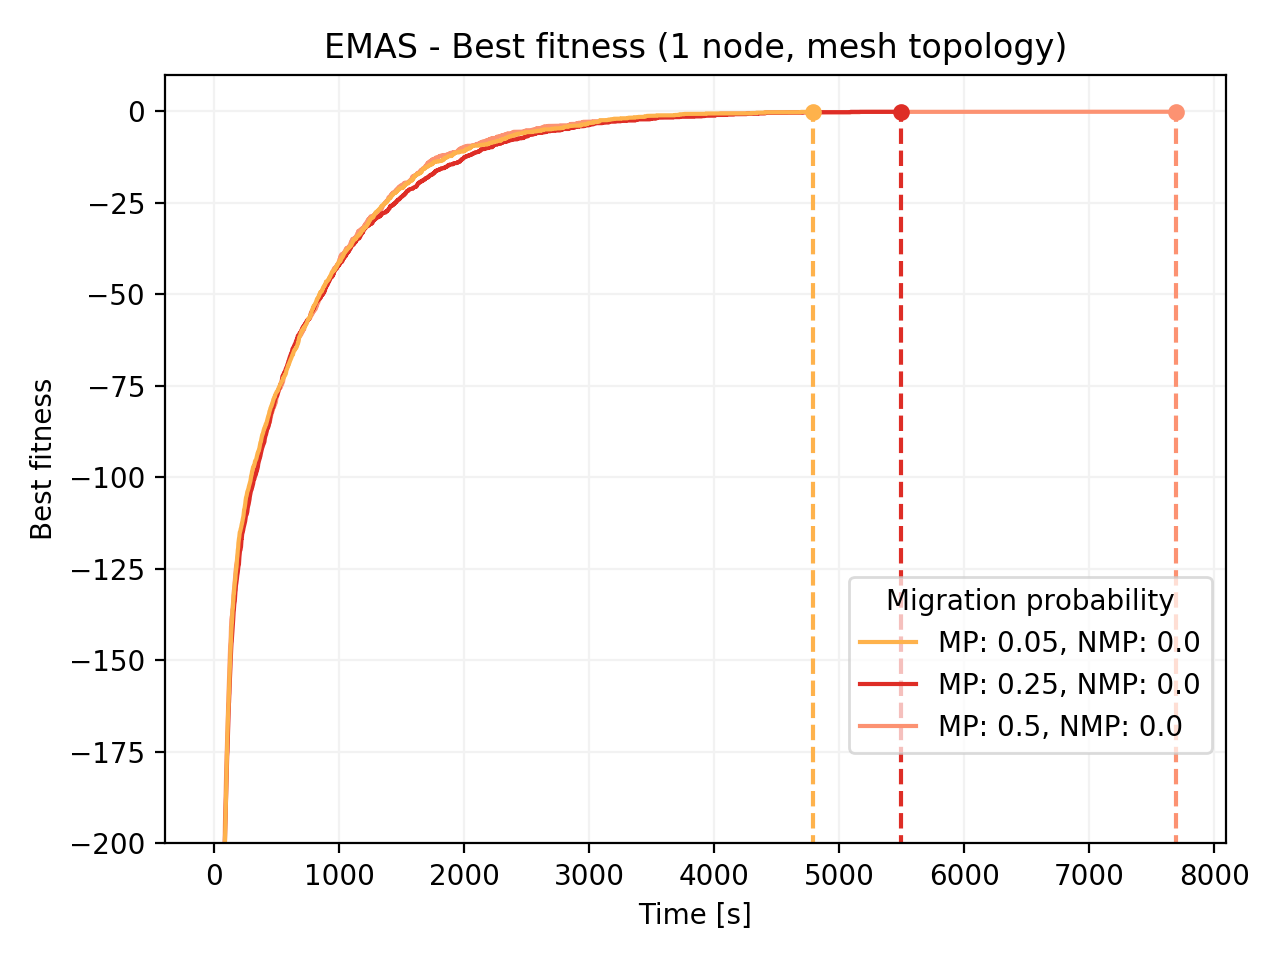 EMAS - Best fitness (1 node, mesh topology)
Best fitness
0
−25
−50
−75
−100
−125
−150
−175
−200
Migration probability
MP: 0.05, NMP: 0.0
MP: 0.25, NMP: 0.0
MP: 0.5, NMP: 0.0
0 1000 2000 3000 4000 5000 6000 7000 8000
Time [s]